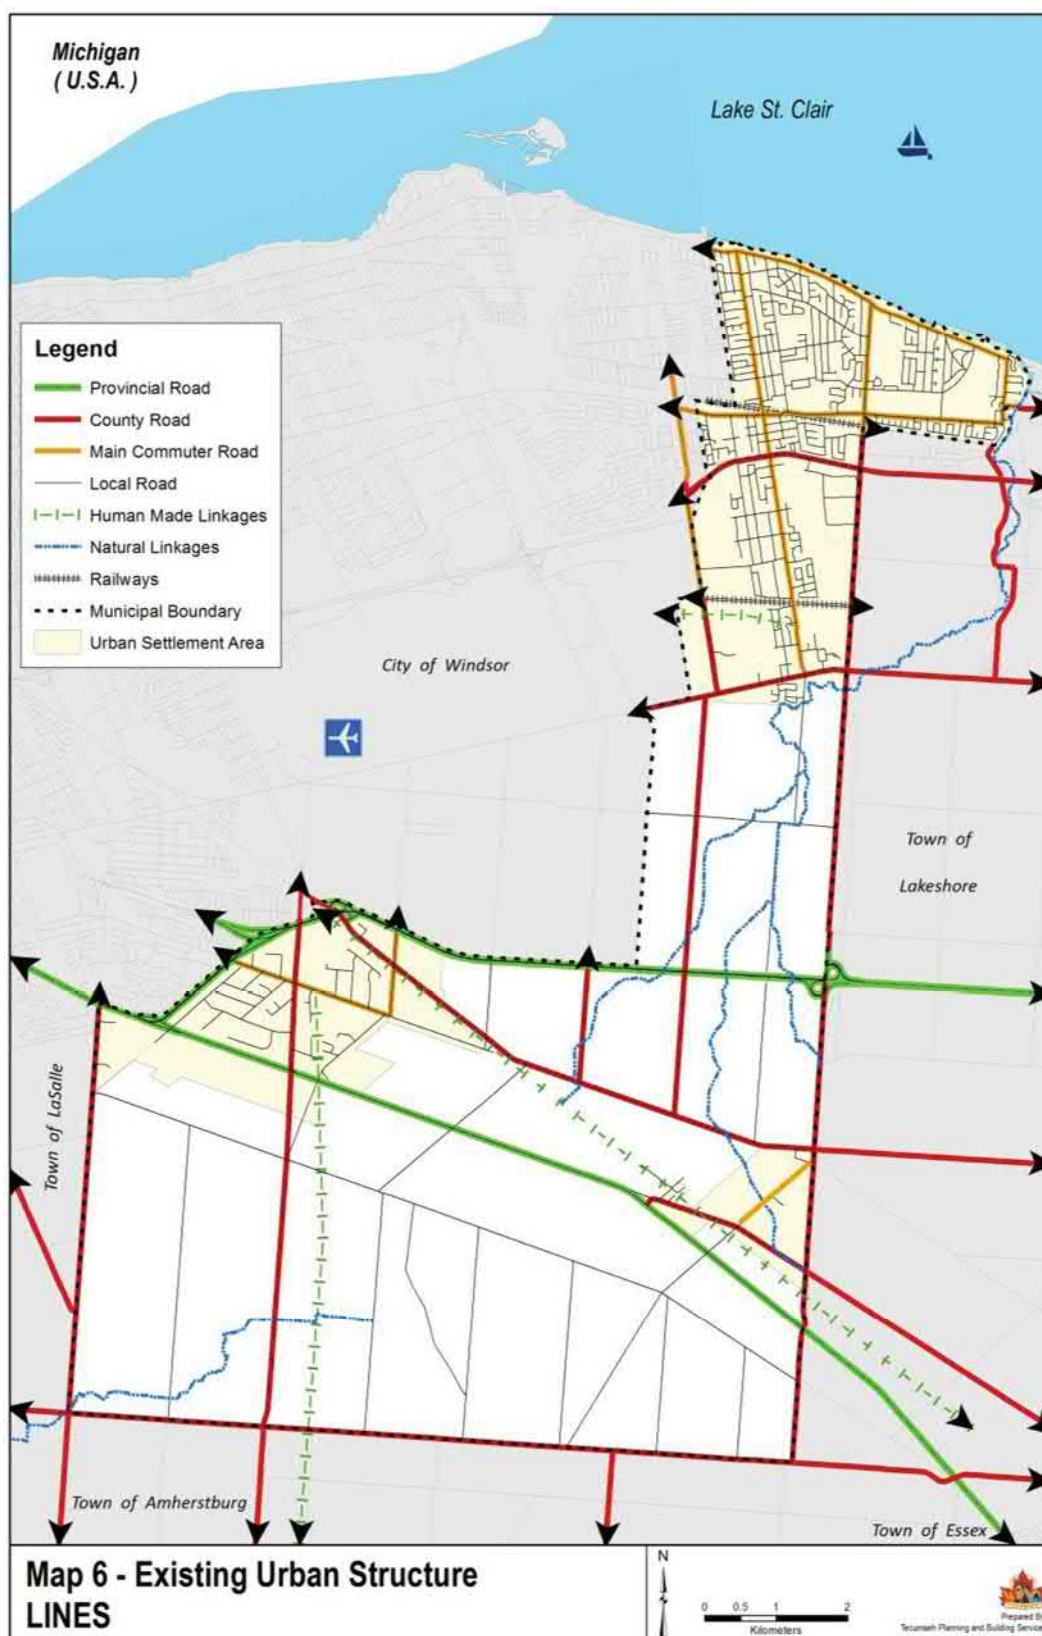 Michigan
( U.S.A. )
Lake St. Clair
Legend
Provincial Road
County Road
Main Commuter Road
Local Road
Human Made Linkages
Natural Linkages
Railways
Municipal Boundary
Urban Settlement Area
City of Windsor
Town of
Lakeshore
Town of LaSalle
Town of Amherstburg
Town of Essex
Map 6 - Existing Urban Structure
LINES
N
0 0.5 1 2
Kilometers
Prepared By
Tecumseh Planning and Building Services